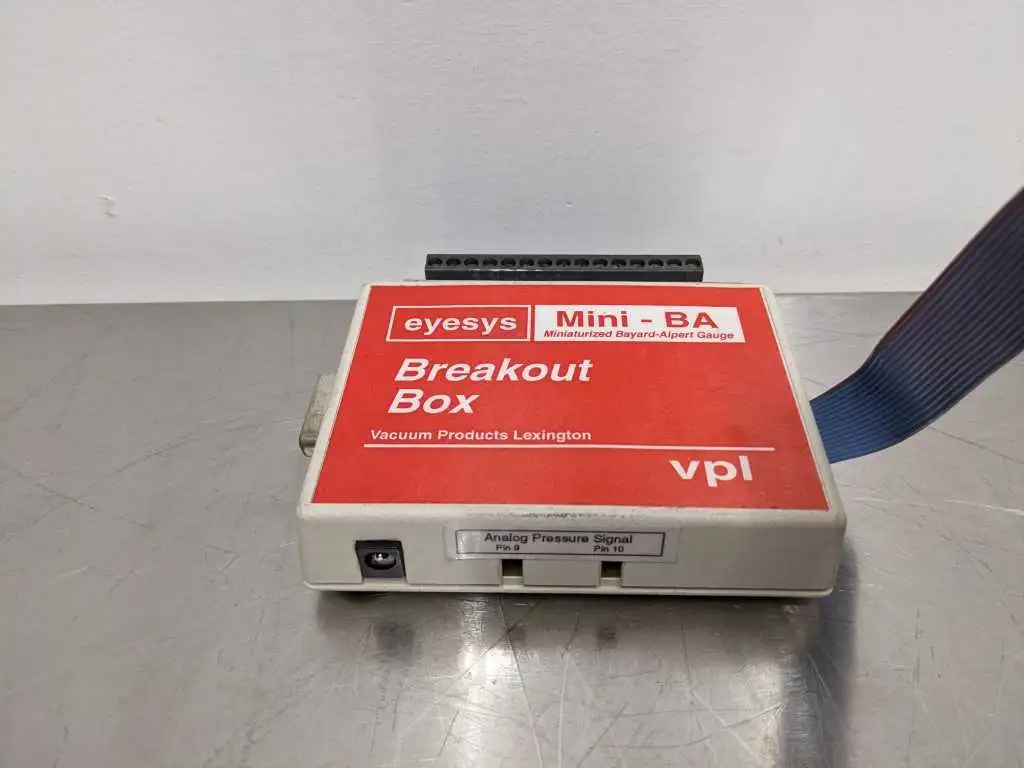 eyesys
Mini - BA
Miniaturized Bayard-Alpert Gauge
Breakout
Box
Vacuum Products Lexington
vpl
Analog Pressure Signal
Pin 9 Pin 10